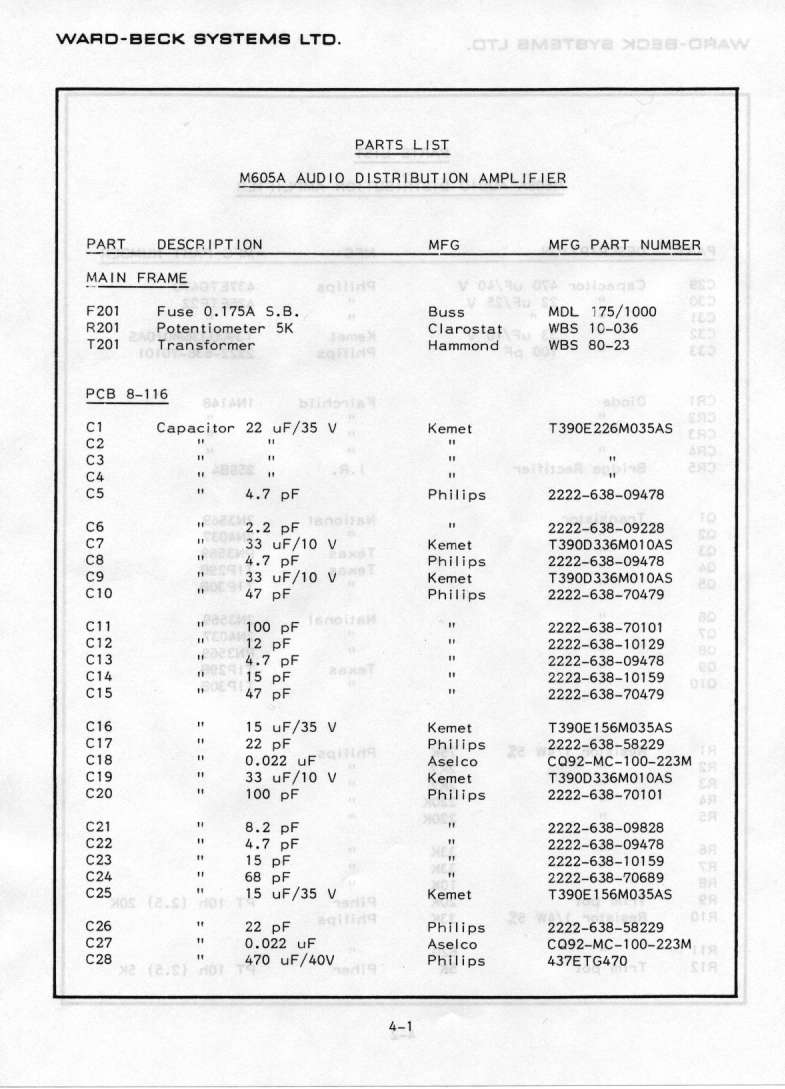 WARD-BECK SYSTEMS LTD.
PARTS LIST
M605A AUDIO DISTRIBUTION AMPLIFIER
PART DESCRIPTION MFG MFG PART NUMBER
MAIN FRAME
F201 Fuse 0.175A S.B. Buss MDL 175/1000
R201 Potentiometer 5K Clarostat WBS 10-036
T201 Transformer Hammond WBS 80-23
PCB 8-116
C1 Capacitor 22 uF/35 V Kemet T390E226M035AS
C2 " " "
C3 " " " "
C4 " " " "
C5 " 4.7 pF Philips 2222-638-09478
C6 " 2.2 pF " 2222-638-09228
C7 " 33 uF/10 V Kemet T390D336M010AS
C8 " 4.7 pF Philips 2222-638-09478
C9 " 33 uF/10 V Kemet T390D336M010AS
C10 " 47 pF Philips 2222-638-70479
C11 " 100 pF " 2222-638-70101
C12 " 12 pF " 2222-638-10129
C13 " 4.7 pF " 2222-638-09478
C14 " 15 pF " 2222-638-10159
C15 " 47 pF " 2222-638-70479
C16 " 15 uF/35 V Kemet T390E156M035AS
C17 " 22 pF Philips 2222-638-58229
C18 " 0.022 uF Aselco CQ92-MC-100-223M
C19 " 33 uF/10 V Kemet T390D336M010AS
C20 " 100 pF Philips 2222-638-70101
C21 " 8.2 pF " 2222-638-09828
C22 " 4.7 pF " 2222-638-09478
C23 " 15 pF " 2222-638-10159
C24 " 68 pF " 2222-638-70689
C25 " 15 uF/35 V Kemet T390E156M035AS
C26 " 22 pF Philips 2222-638-58229
C27 " 0.022 uF Aselco CQ92-MC-100-223M
C28 " 470 uF/40V Philips 437ETG470
4-1